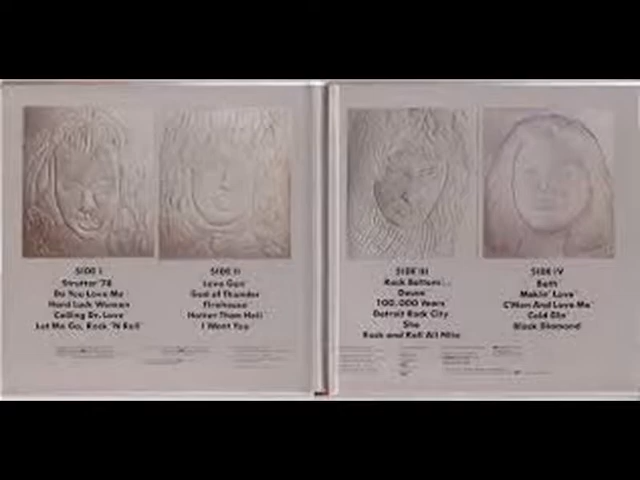 SIDE I
Strutter '78
Do You Love Me
Hard Luck Woman
Calling Dr. Love
Let Me Go, Rock 'N Roll
SIDE II
Love Gun
God of Thunder
Firehouse
Hotter Than Hell
I Want You
SIDE III
Rock Bottom
Deuce
100,000 Years
Detroit Rock City
She
Rock and Roll All Nite
SIDE IV
Beth
Makin' Love
C'Mon And Love Me
Cold Gin
Black Diamond